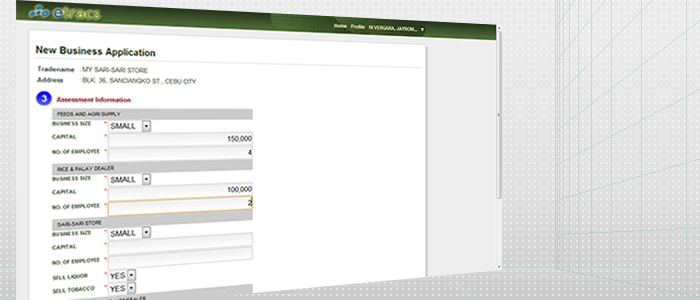 etracs
Home Profile Hi VERGARA, JAYROM... ▼
New Business Application
Tradename : MY SARI-SARI STORE
Address : BLK. 36, SANCIANGKO ST., CEBU CITY
3 Assessment Information
FEEDS AND AGRI SUPPLY
BUSINESS SIZE * SMALL
CAPITAL * 150,000
NO. OF EMPLOYEE * 4
RICE & PALAY DEALER
BUSINESS SIZE * SMALL
CAPITAL * 100,000
NO. OF EMPLOYEE * 2
SARI-SARI STORE
BUSINESS SIZE * SMALL
CAPITAL *
NO. OF EMPLOYEE *
SELL LIQUOR * YES
SELL TOBACCO * YES
DEALER